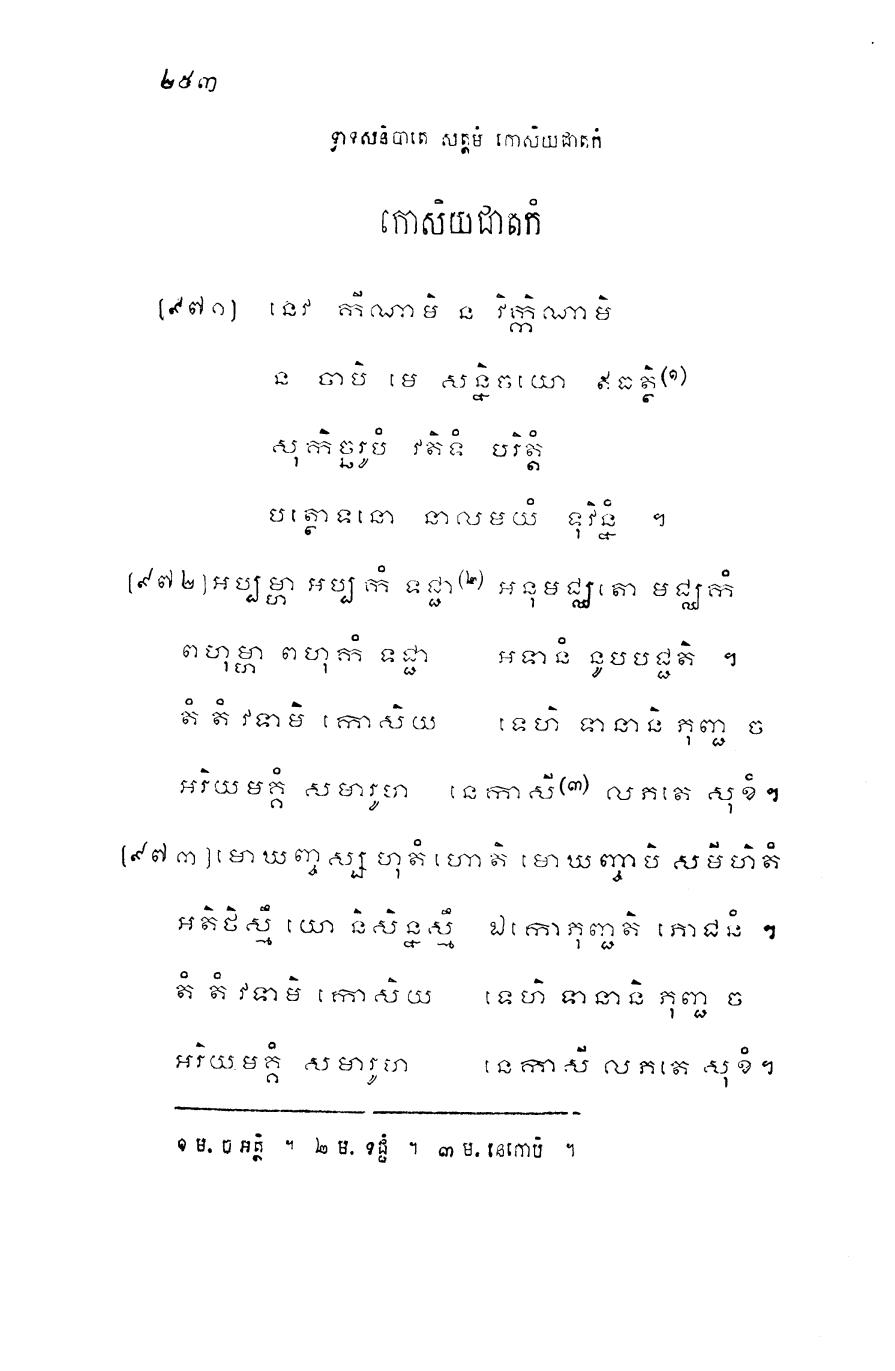 ២៥៣
ទ្វាទសនិបាតេ សត្តមំ កោសិយជាតកំ
កោសិយជាតកំ
(៩៧១) នេវ កីណាមិ ន វិក្កិណាមិ
ន ចាបិ មេ សន្និចយោ ឥធត្ថិ(១)
សុកិច្ឆរូបំ វតិទំ បរិត្តំ
បត្ថោទនោ នាលមយំ ទុវិន្នំ ។
(៩៧២)អប្បម្ហា អប្បកំ ទជ្ជា(២) អនុមជ្ឈតោ មជ្ឈកំ
ពហុម្ហា ពហុកំ ទជ្ជា អទានំ នូបបជ្ជតិ ។
តំ តំ វទាមិ កោសិយ ទេហិ ទានានិ ភុញ្ជ ច
អរិយមគ្គំ សមារូហ នេកាសី(៣) លភតេ សុខំ។
(៩៧៣)មោឃញ្ចស្ស ហុតំ ហោតិ មោឃញ្ចាបិ សមីហិតំ
អតិថិស្មឹ យោ និសិន្នស្មឹ ឯកោ ភុញ្ជតិ ភោជនំ ។
តំ តំ វទាមិ កោសិយ ទេហិ ទានានិ ភុញ្ជ ច
អរិយមគ្គំ សមារូហ នេកាសី លភតេ សុខំ។
១ ម. ច អត្ថិ ។ ២ ម. ទជ្ជំ ។ ៣ ម. នេកាបិ ។